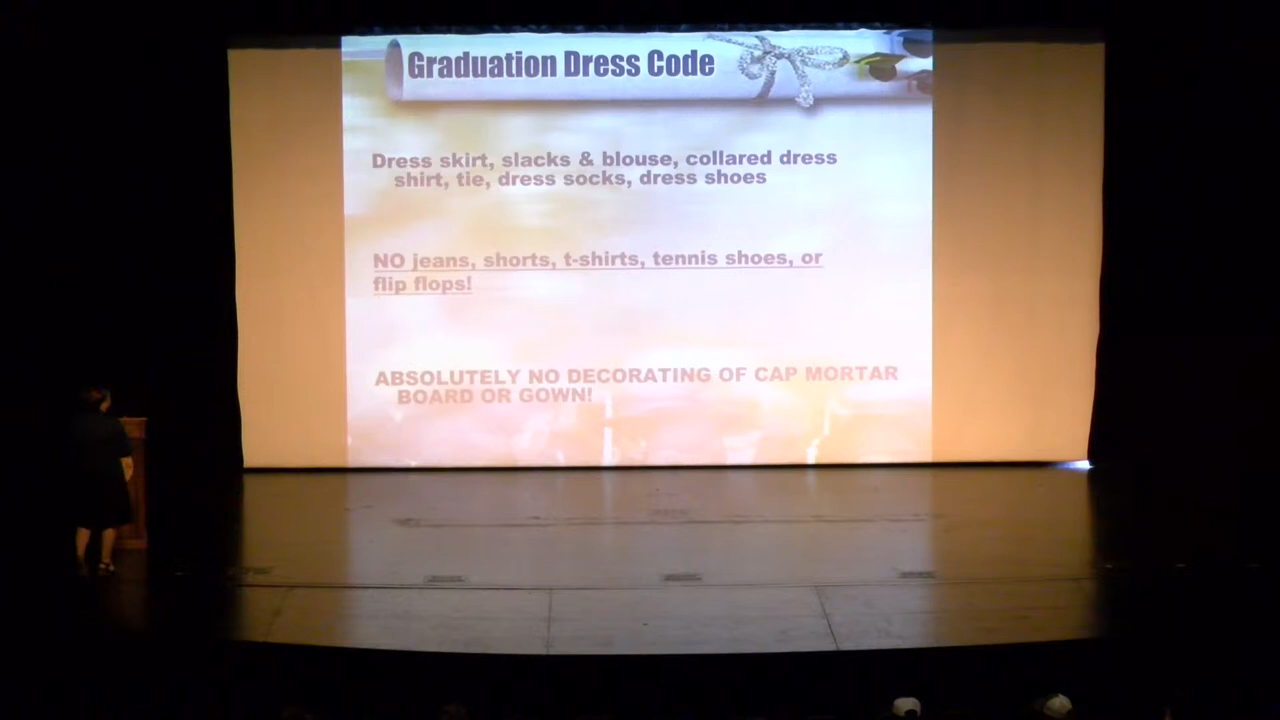 Graduation Dress Code
Dress skirt, slacks & blouse, collared dress
shirt, tie, dress socks, dress shoes
NO jeans, shorts, t-shirts, tennis shoes, or
flip flops!
ABSOLUTELY NO DECORATING OF CAP MORTAR
BOARD OR GOWN!